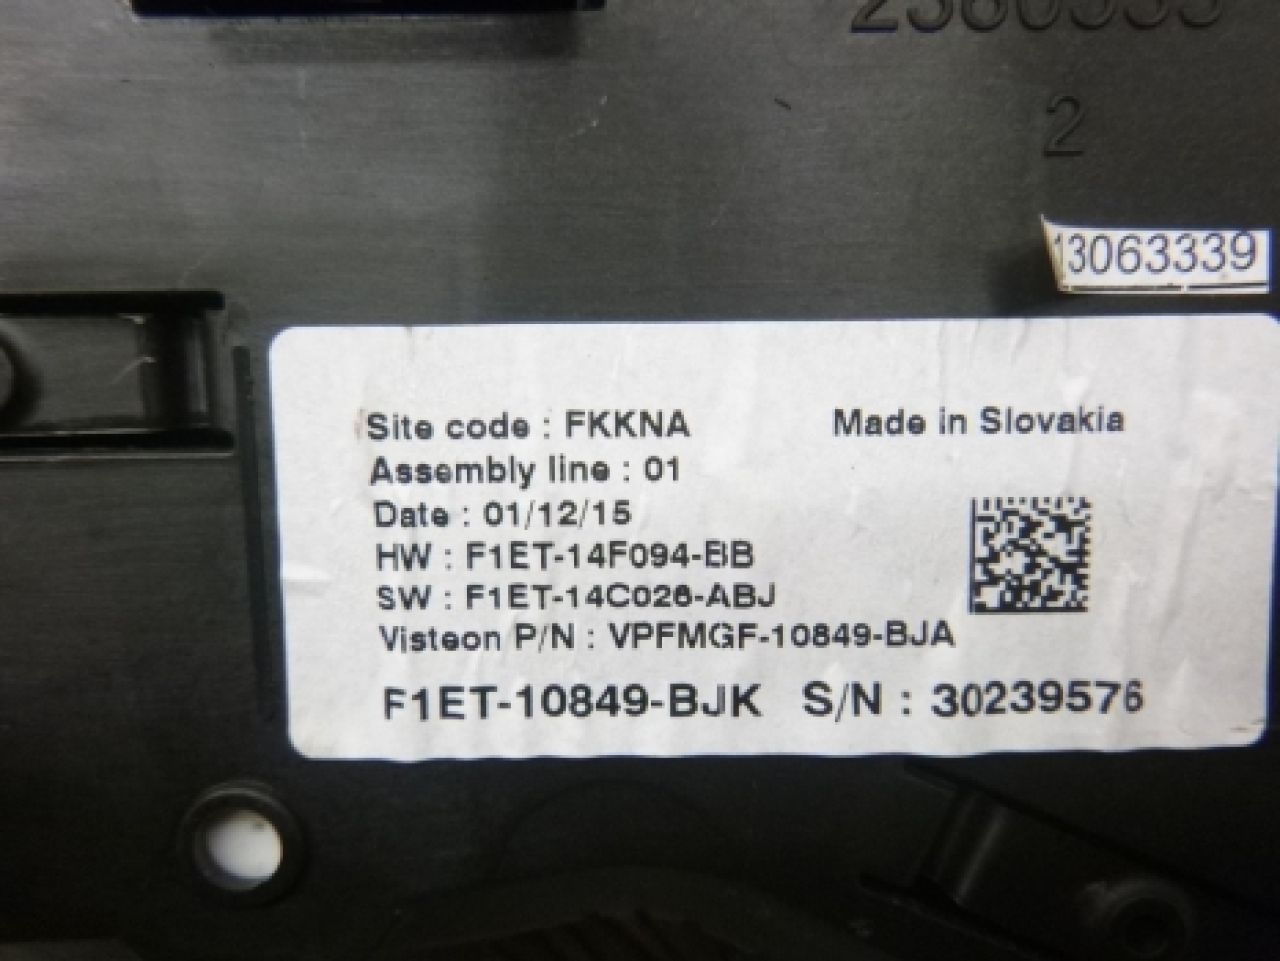 2
13063339
Site code : FKKNA Made in Slovakia
Assembly line : 01
Date : 01/12/15
HW : F1ET-14F094-BB
SW : F1ET-14C026-ABJ
Visteon P/N : VPFMGF-10849-BJA
F1ET-10849-BJK S/N : 30239576